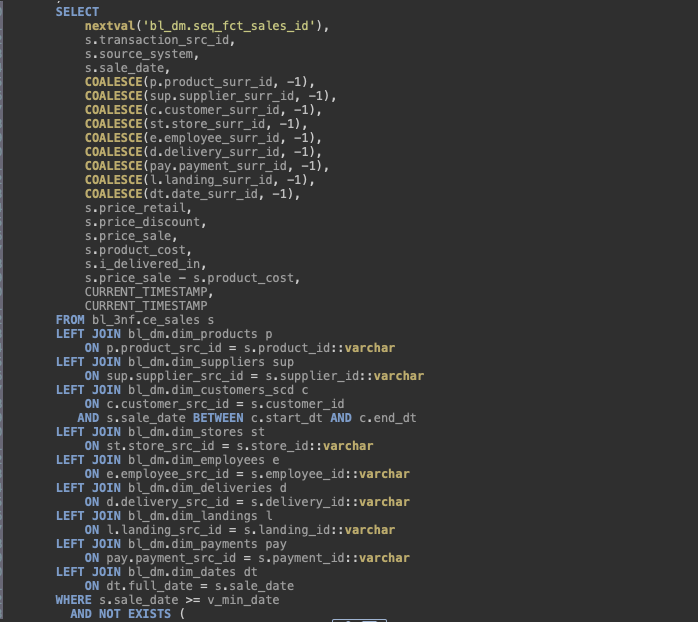 SELECT
nextval('bl_dm.seq_fct_sales_id'),
s.transaction_src_id,
s.source_system,
s.sale_date,
COALESCE(p.product_surr_id, -1),
COALESCE(sup.supplier_surr_id, -1),
COALESCE(c.customer_surr_id, -1),
COALESCE(st.store_surr_id, -1),
COALESCE(e.employee_surr_id, -1),
COALESCE(d.delivery_surr_id, -1),
COALESCE(pay.payment_surr_id, -1),
COALESCE(l.landing_surr_id, -1),
COALESCE(dt.date_surr_id, -1),
s.price_retail,
s.price_discount,
s.price_sale,
s.product_cost,
s.i_delivered_in,
s.price_sale - s.product_cost,
CURRENT_TIMESTAMP,
CURRENT_TIMESTAMP
FROM bl_3nf.ce_sales s
LEFT JOIN bl_dm.dim_products p
ON p.product_src_id = s.product_id::varchar
LEFT JOIN bl_dm.dim_suppliers sup
ON sup.supplier_src_id = s.supplier_id::varchar
LEFT JOIN bl_dm.dim_customers_scd c
ON c.customer_src_id = s.customer_id
AND s.sale_date BETWEEN c.start_dt AND c.end_dt
LEFT JOIN bl_dm.dim_stores st
ON st.store_src_id = s.store_id::varchar
LEFT JOIN bl_dm.dim_employees e
ON e.employee_src_id = s.employee_id::varchar
LEFT JOIN bl_dm.dim_deliveries d
ON d.delivery_src_id = s.delivery_id::varchar
LEFT JOIN bl_dm.dim_landings l
ON l.landing_src_id = s.landing_id::varchar
LEFT JOIN bl_dm.dim_payments pay
ON pay.payment_src_id = s.payment_id::varchar
LEFT JOIN bl_dm.dim_dates dt
ON dt.full_date = s.sale_date
WHERE s.sale_date >= v_min_date
AND NOT EXISTS (